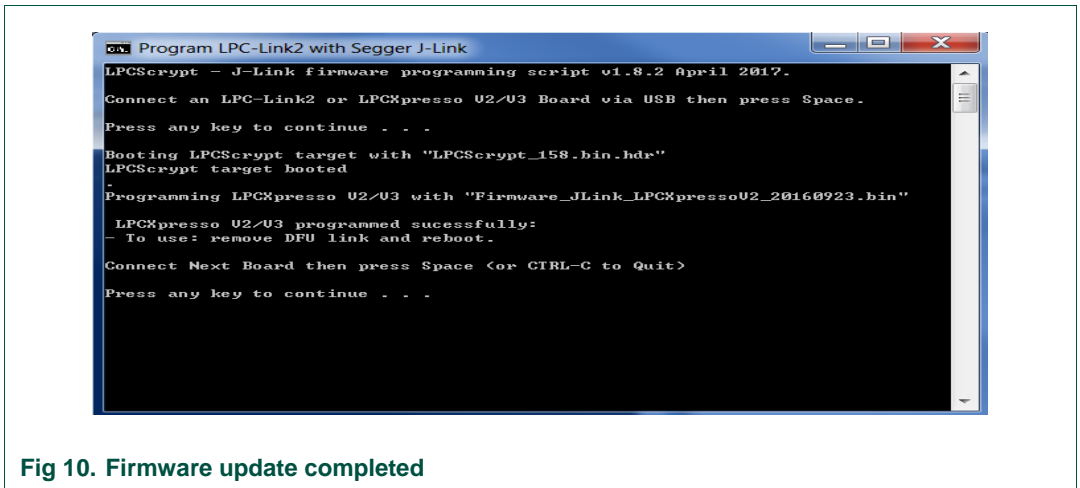 Program LPC-Link2 with Segger J-Link
LPCScrypt - J-Link firmware programming script v1.8.2 April 2017.
Connect an LPC-Link2 or LPCXpresso V2/V3 Board via USB then press Space.
Press any key to continue . . .
Booting LPCScrypt target with "LPCScrypt_158.bin.hdr"
LPCScrypt target booted
.
Programming LPCXpresso V2/V3 with "Firmware_JLink_LPCXpressoV2_20160923.bin"
LPCXpresso V2/V3 programmed sucessfully:
- To use: remove DFU link and reboot.
Connect Next Board then press Space (or CTRL-C to Quit)
Press any key to continue . . .
Fig 10. Firmware update completed